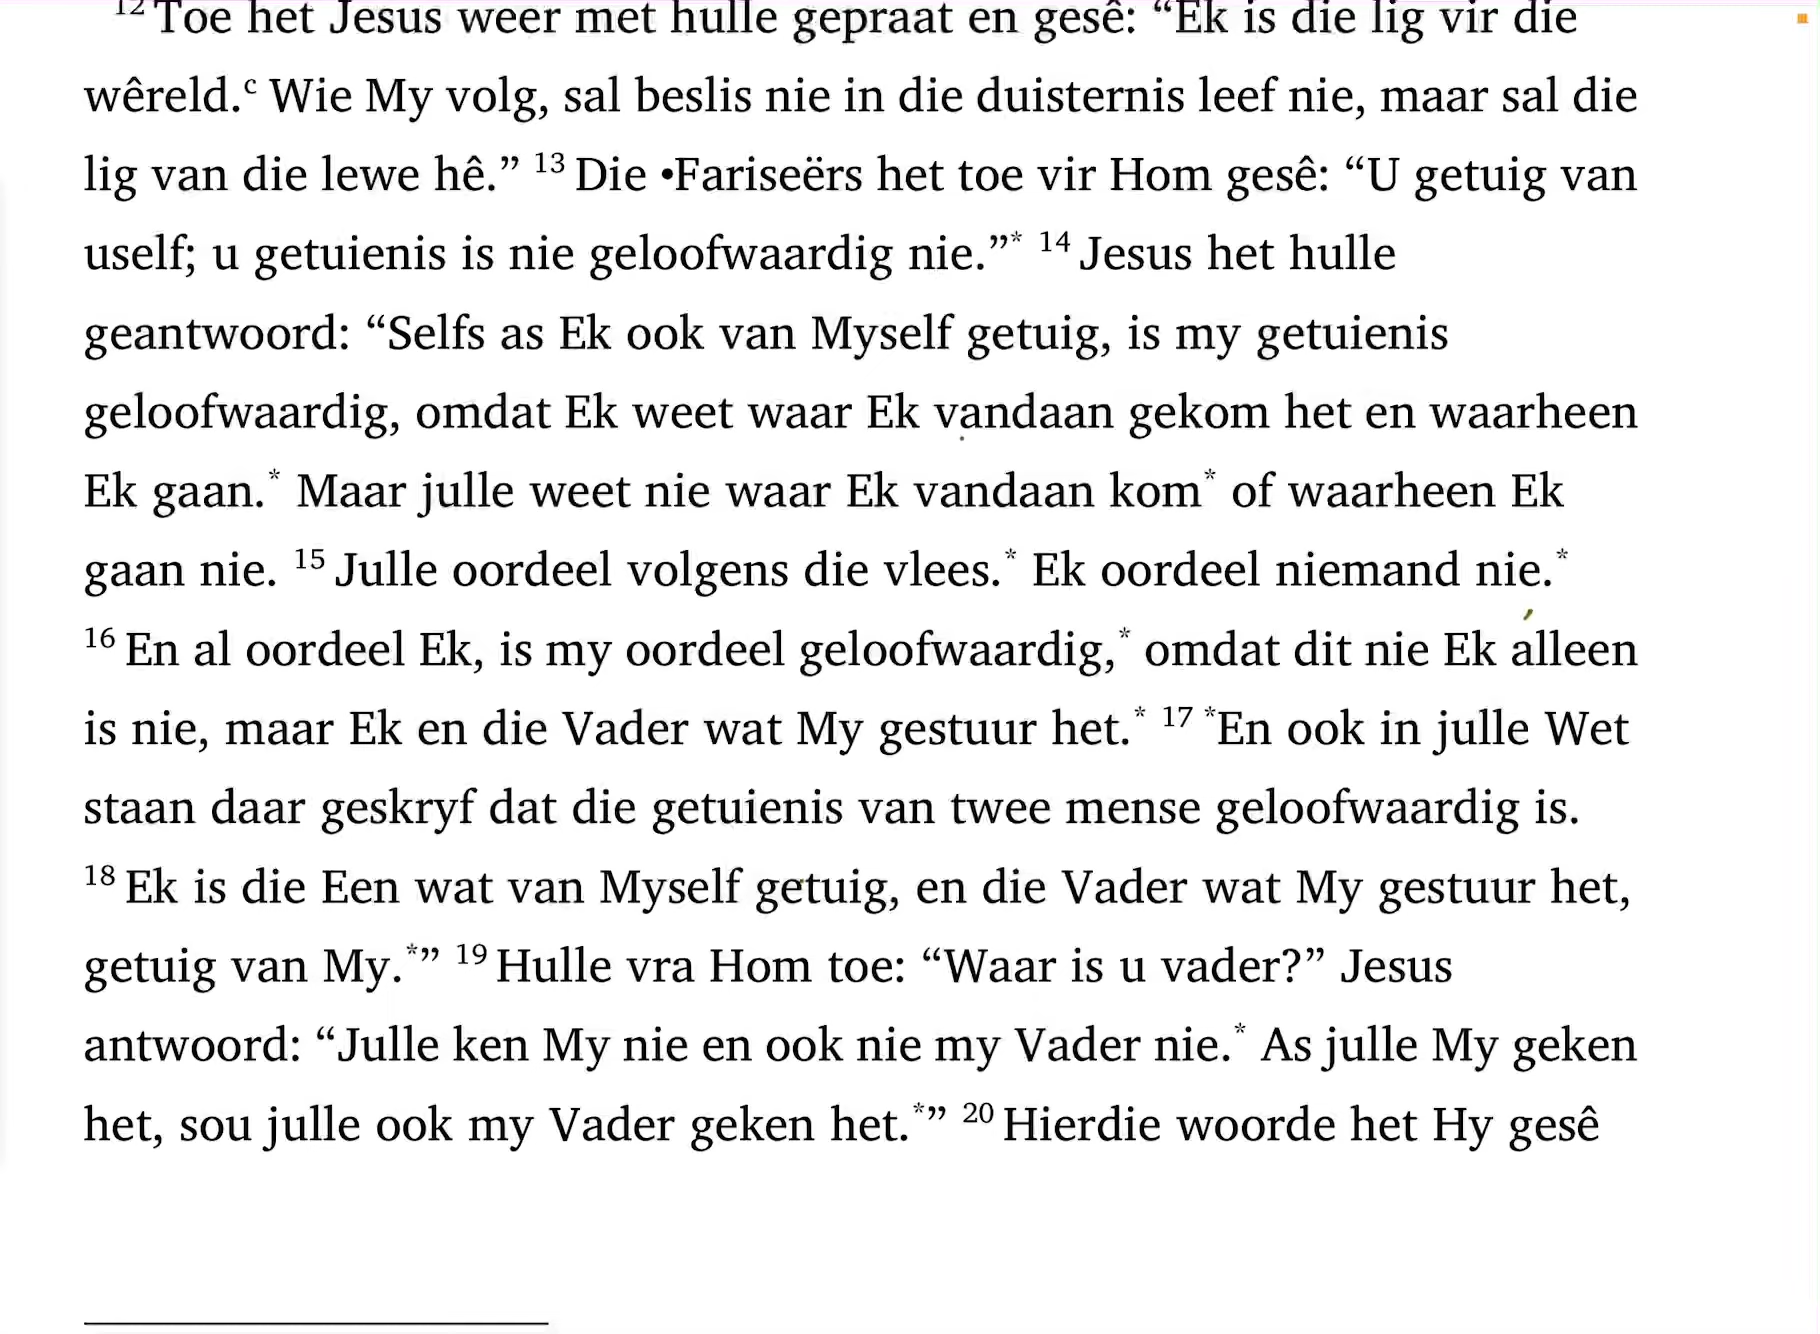 12 Toe het Jesus weer met hulle gepraat en gesê: “Ek is die lig vir die
wêreld.c Wie My volg, sal beslis nie in die duisternis leef nie, maar sal die
lig van die lewe hê.” 13 Die •Fariseërs het toe vir Hom gesê: “U getuig van
uself; u getuienis is nie geloofwaardig nie.”* 14 Jesus het hulle
geantwoord: “Selfs as Ek ook van Myself getuig, is my getuienis
geloofwaardig, omdat Ek weet waar Ek vandaan gekom het en waarheen
Ek gaan.* Maar julle weet nie waar Ek vandaan kom* of waarheen Ek
gaan nie. 15 Julle oordeel volgens die vlees.* Ek oordeel niemand nie.*
16 En al oordeel Ek, is my oordeel geloofwaardig,* omdat dit nie Ek alleen
is nie, maar Ek en die Vader wat My gestuur het.* 17 *En ook in julle Wet
staan daar geskryf dat die getuienis van twee mense geloofwaardig is.
18 Ek is die Een wat van Myself getuig, en die Vader wat My gestuur het,
getuig van My.*” 19 Hulle vra Hom toe: “Waar is u vader?” Jesus
antwoord: “Julle ken My nie en ook nie my Vader nie.* As julle My geken
het, sou julle ook my Vader geken het.*” 20 Hierdie woorde het Hy gesê